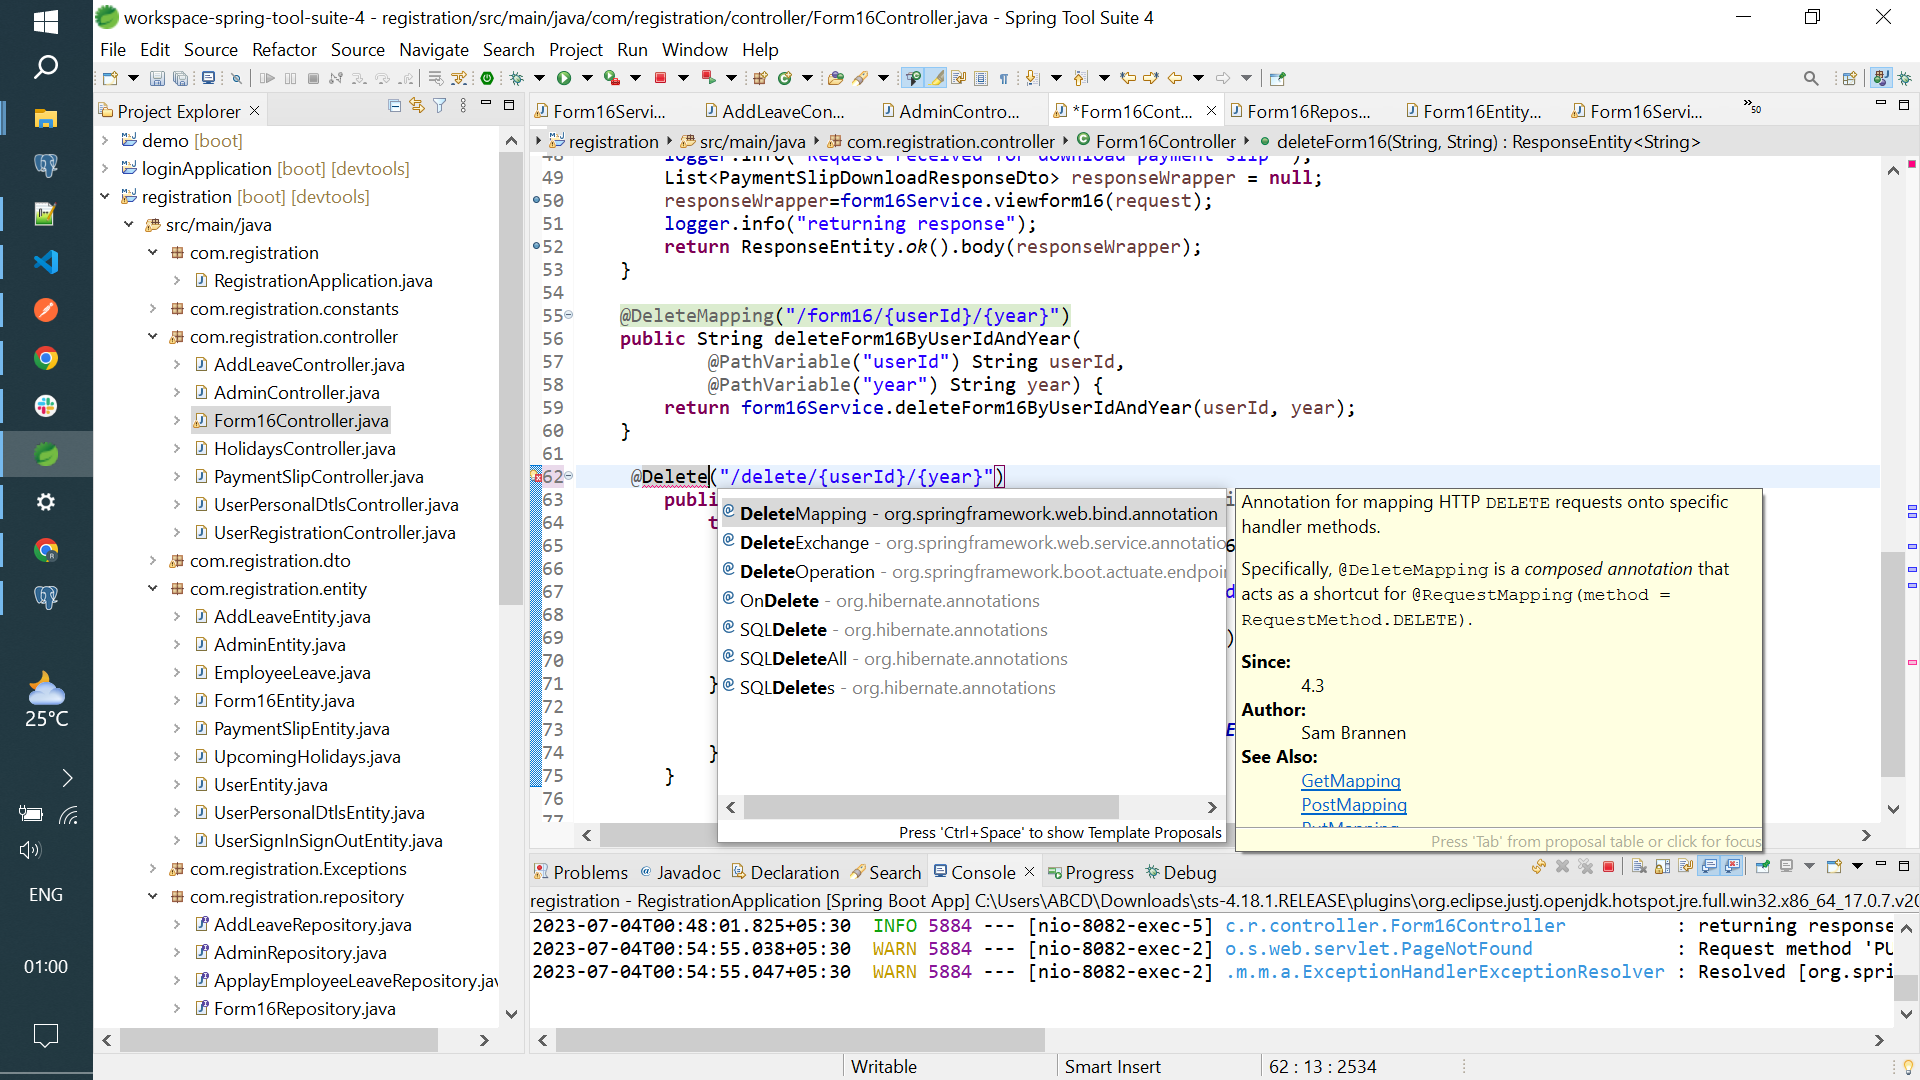 workspace-spring-tool-suite-4 - registration/src/main/java/com/registration/controller/Form16Controller.java - Spring Tool Suite 4
File Edit Source Refactor Source Navigate Search Project Run Window Help
Project Explorer
demo [boot]
loginApplication [boot] [devtools]
registration [boot] [devtools]
src/main/java
com.registration
RegistrationApplication.java
com.registration.constants
com.registration.controller
AddLeaveController.java
AdminController.java
Form16Controller.java
HolidaysController.java
PaymentSlipController.java
UserPersonalDtlsController.java
UserRegistrationController.java
com.registration.dto
com.registration.entity
AddLeaveEntity.java
AdminEntity.java
EmployeeLeave.java
Form16Entity.java
PaymentSlipEntity.java
UpcomingHolidays.java
UserEntity.java
UserPersonalDtlsEntity.java
UserSignInSignOutEntity.java
com.registration.Exceptions
com.registration.repository
AddLeaveRepository.java
AdminRepository.java
ApplayEmployeeLeaveRepository.jav
Form16Repository.java
25°C
ENG
01:00
Form16Servi... AddLeaveCon... AdminContro... *Form16Cont... Form16Repos... Form16Entity... Form16Servi... »50
registration src/main/java com.registration.controller Form16Controller deleteForm16(String, String) : ResponseEntity<String>
48 logger.info("Request received for download payment slip ");
49 List<PaymentSlipDownloadResponseDto> responseWrapper = null;
50 responseWrapper=form16Service.viewform16(request);
51 logger.info("returning response");
52 return ResponseEntity.ok().body(responseWrapper);
53 }
54
55 @DeleteMapping("/form16/{userId}/{year}")
56 public String deleteForm16ByUserIdAndYear(
57 @PathVariable("userId") String userId,
58 @PathVariable("year") String year) {
59 return form16Service.deleteForm16ByUserIdAndYear(userId, year);
60 }
61
62 @Delete("/delete/{userId}/{year}")
63 publi
64 t
65 6
66
67 d
68
69 )
70
71 }
72
73 E
74 }
75 }
76
77
DeleteMapping - org.springframework.web.bind.annotation
DeleteExchange - org.springframework.web.service.annotatio
DeleteOperation - org.springframework.boot.actuate.endpoi
OnDelete - org.hibernate.annotations
SQLDelete - org.hibernate.annotations
SQLDeleteAll - org.hibernate.annotations
SQLDeletes - org.hibernate.annotations
Press 'Ctrl+Space' to show Template Proposals
Annotation for mapping HTTP DELETE requests onto specific
handler methods.
Specifically, @DeleteMapping is a composed annotation that
acts as a shortcut for @RequestMapping(method =
RequestMethod.DELETE).
Since:
4.3
Author:
Sam Brannen
See Also:
GetMapping
PostMapping
PutMapping
Press 'Tab' from proposal table or click for focus
Problems Javadoc Declaration Search Console Progress Debug
registration - RegistrationApplication [Spring Boot App] C:\Users\ABCD\Downloads\sts-4.18.1.RELEASE\plugins\org.eclipse.justj.openjdk.hotspot.jre.full.win32.x86_64_17.0.7.v20
2023-07-04T00:48:01.825+05:30 INFO 5884 --- [nio-8082-exec-5] c.r.controller.Form16Controller : returning response
2023-07-04T00:54:55.038+05:30 WARN 5884 --- [nio-8082-exec-2] o.s.web.servlet.PageNotFound : Request method 'PU
2023-07-04T00:54:55.047+05:30 WARN 5884 --- [nio-8082-exec-2] .m.m.a.ExceptionHandlerExceptionResolver : Resolved [org.spri
Writable Smart Insert 62 : 13 : 2534